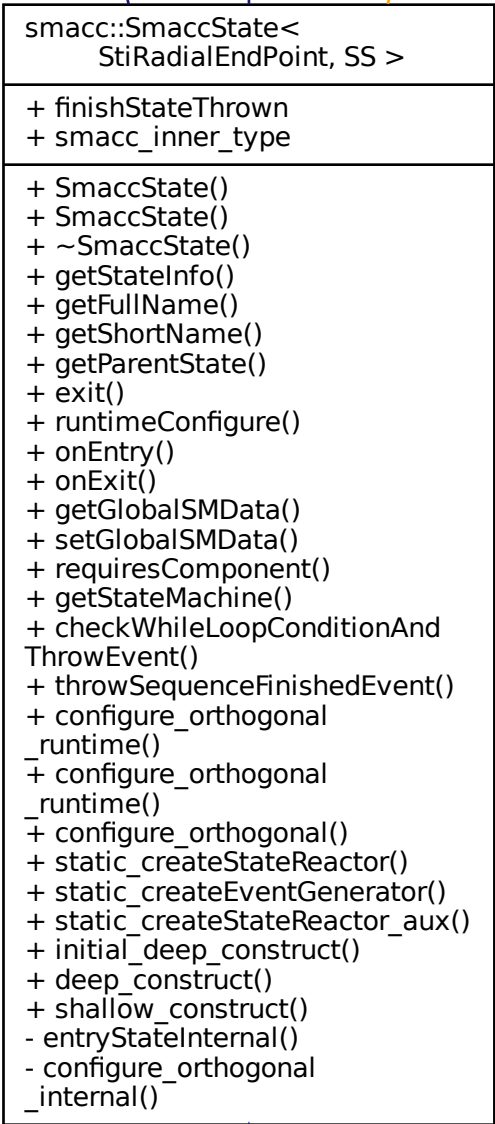 smacc::SmaccState<
StiRadialEndPoint, SS >
+ finishStateThrown
+ smacc_inner_type
+ SmaccState()
+ SmaccState()
+ ~SmaccState()
+ getStateInfo()
+ getFullName()
+ getShortName()
+ getParentState()
+ exit()
+ runtimeConfigure()
+ onEntry()
+ onExit()
+ getGlobalSMData()
+ setGlobalSMData()
+ requiresComponent()
+ getStateMachine()
+ checkWhileLoopConditionAnd
ThrowEvent()
+ throwSequenceFinishedEvent()
+ configure_orthogonal
_runtime()
+ configure_orthogonal
_runtime()
+ configure_orthogonal()
+ static_createStateReactor()
+ static_createEventGenerator()
+ static_createStateReactor_aux()
+ initial_deep_construct()
+ deep_construct()
+ shallow_construct()
- entryStateInternal()
- configure_orthogonal
_internal()